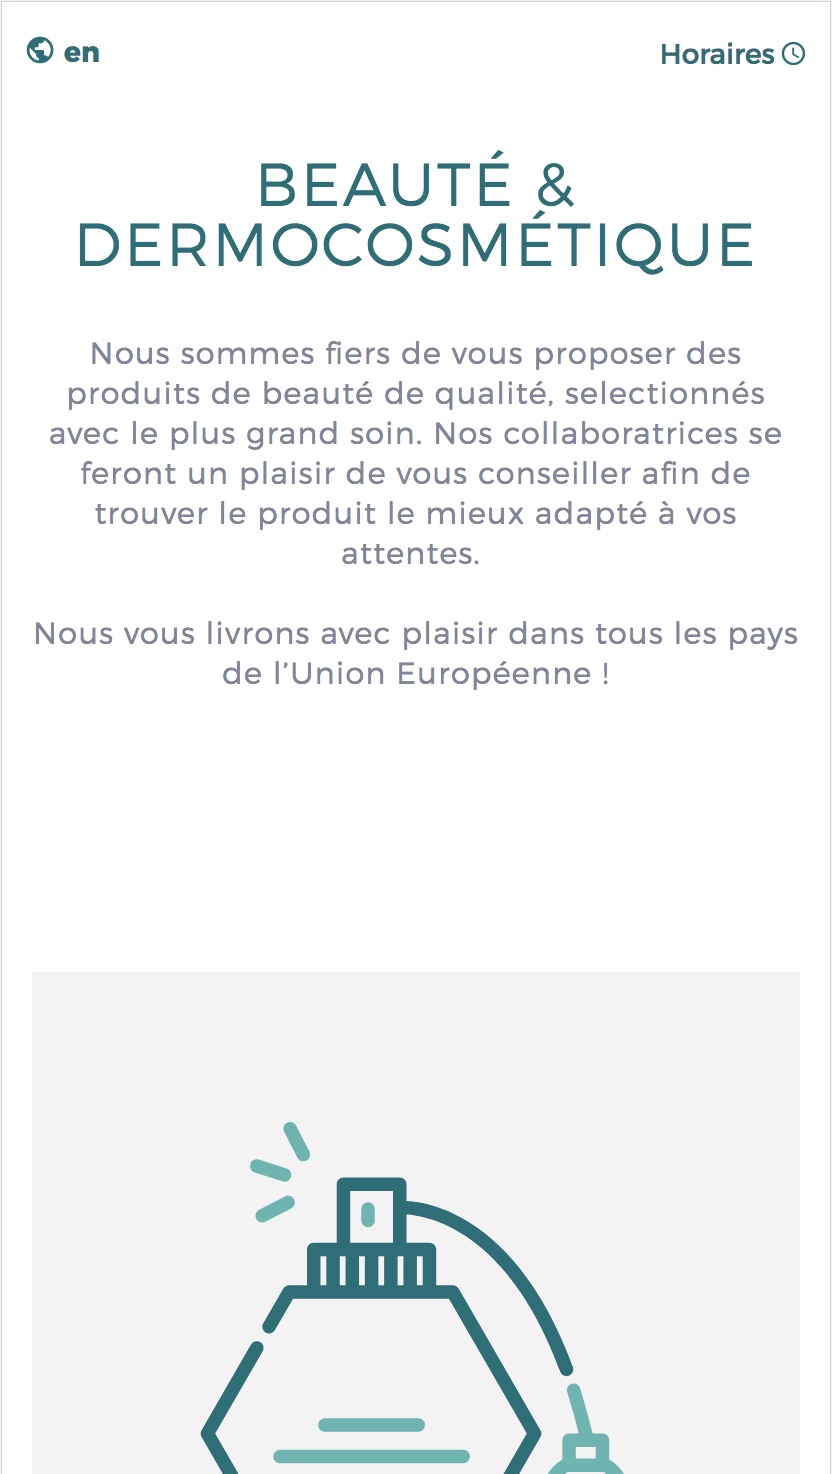 en
Horaires
BEAUTÉ &
DERMOCOSMÉTIQUE
Nous sommes fiers de vous proposer des
produits de beauté de qualité, selectionnés
avec le plus grand soin. Nos collaboratrices se
feront un plaisir de vous conseiller afin de
trouver le produit le mieux adapté à vos
attentes.
Nous vous livrons avec plaisir dans tous les pays
de l’Union Européenne !